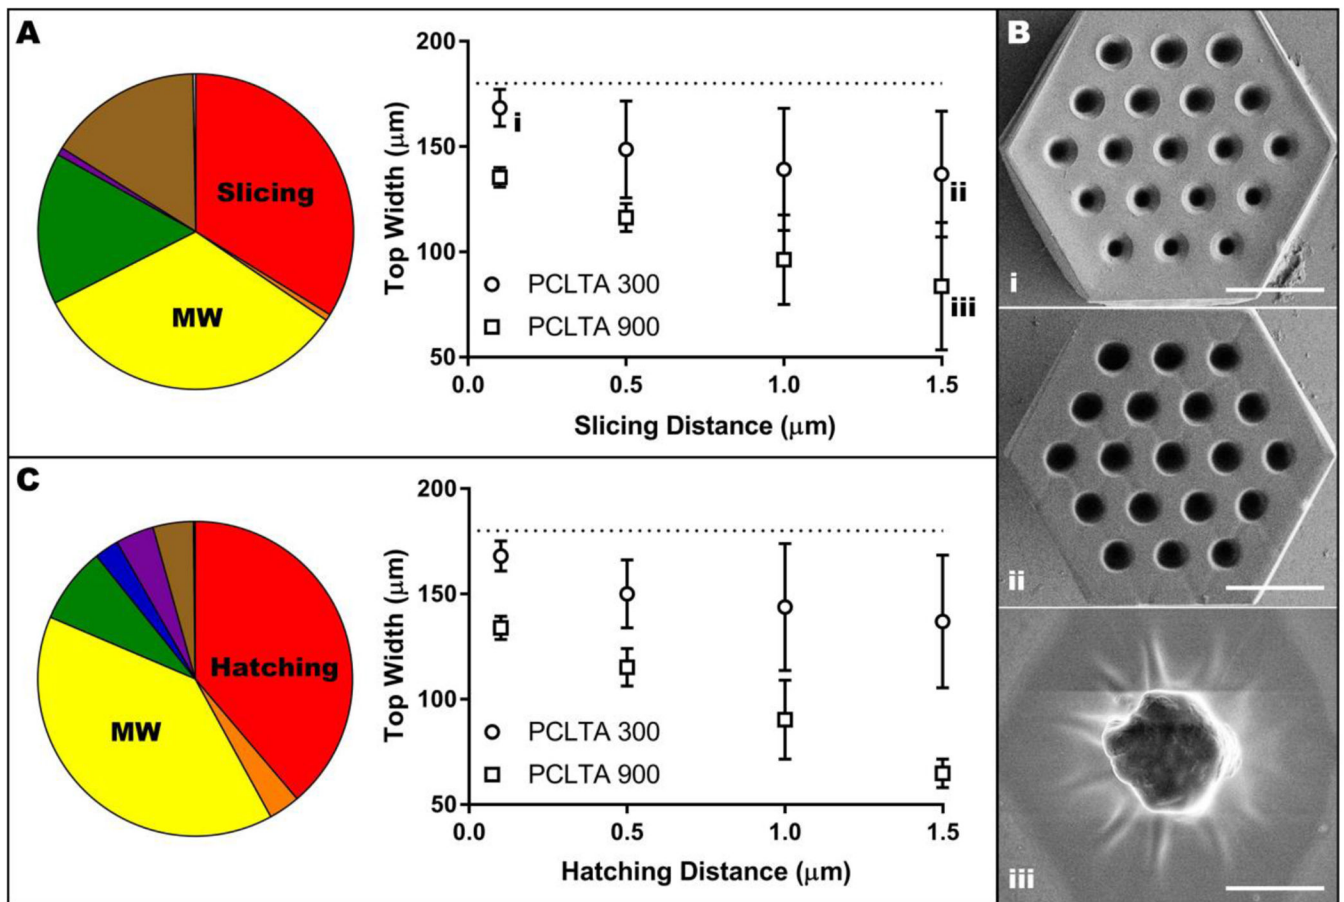 A
Slicing
MW
200
150
100
50
Top Width (μm)
i
ii
iii
PCLTA 300
PCLTA 900
0.0
0.5
1.0
1.5
Slicing Distance (μm)
B
i
ii
iii
C
Hatching
MW
200
150
100
50
Top Width (μm)
PCLTA 300
PCLTA 900
0.0
0.5
1.0
1.5
Hatching Distance (μm)